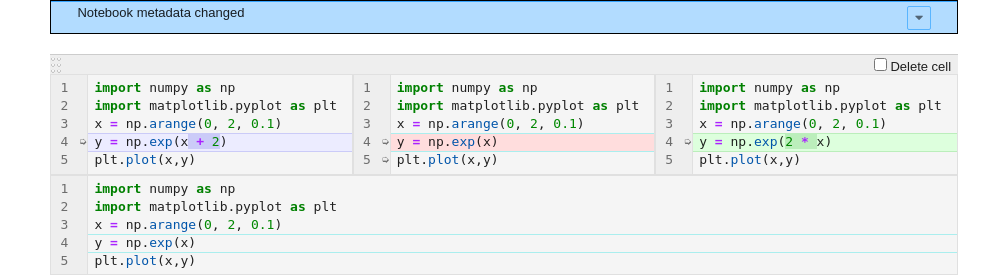 Notebook metadata changed
Delete cell
1 import numpy as np
2 import matplotlib.pyplot as plt
3 x = np.arange(0, 2, 0.1)
4 y = np.exp(x + 2)
5 plt.plot(x,y)
1 import numpy as np
2 import matplotlib.pyplot as plt
3 x = np.arange(0, 2, 0.1)
4 y = np.exp(x)
5 plt.plot(x,y)
1 import numpy as np
2 import matplotlib.pyplot as plt
3 x = np.arange(0, 2, 0.1)
4 y = np.exp(2 * x)
5 plt.plot(x,y)
1 import numpy as np
2 import matplotlib.pyplot as plt
3 x = np.arange(0, 2, 0.1)
4 y = np.exp(x)
5 plt.plot(x,y)